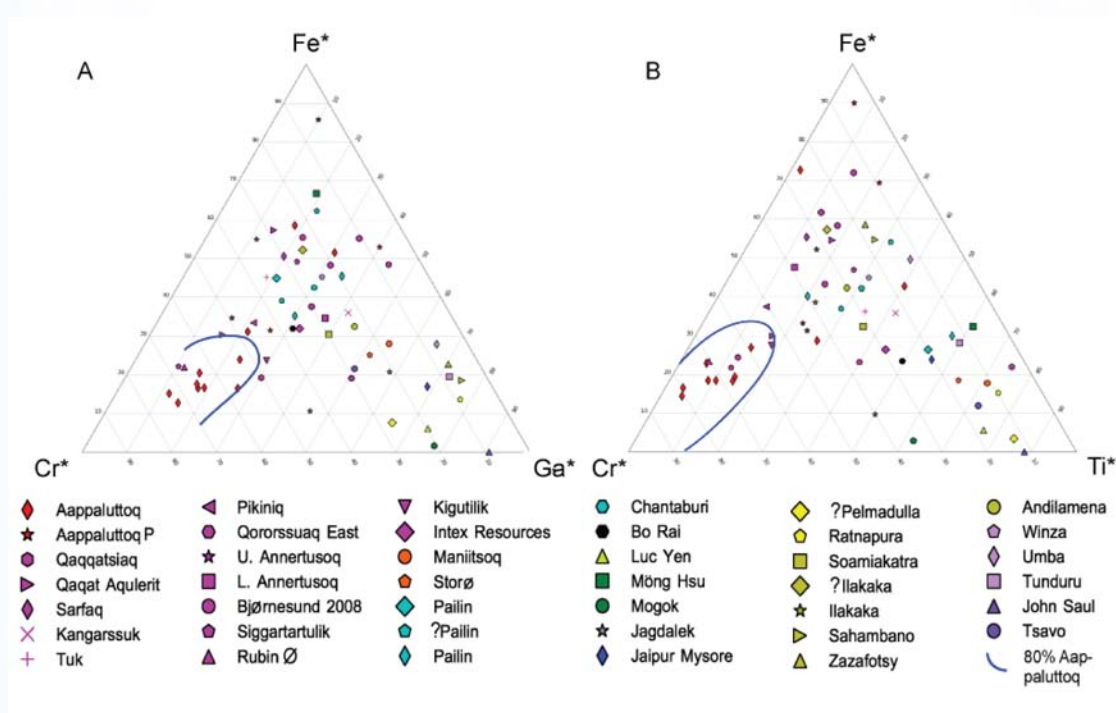 Fe*
A
Cr*
Ga*
Fe*
B
Cr*
Ti*
Aappaluttoq
Aappaluttoq P
Qaqqatsiaq
Qaqat Aqulerit
Sarfaq
Kangarssuk
Tuk
Pikiniq
Qororssuaq East
U. Annertusoq
L. Annertusoq
Bjørnesund 2008
Siggartartulik
Rubin Ø
Kigutilik
Intex Resources
Maniitsoq
Storø
Pailin
?Pailin
Pailin
Chantaburi
Bo Rai
Luc Yen
Möng Hsu
Mogok
Jagdalek
Jaipur Mysore
?Pelmadulla
Ratnapura
Soamiakatra
?Ilakaka
Ilakaka
Sahambano
Zazafotsy
Andilamena
Winza
Umba
Tunduru
John Saul
Tsavo
80% Aap-
paluttoq